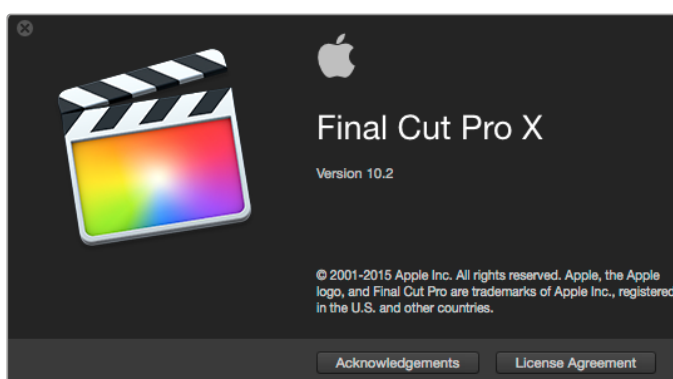 Final Cut Pro X
Version 10.2
© 2001-2015 Apple Inc. All rights reserved. Apple, the Apple
logo, and Final Cut Pro are trademarks of Apple Inc., registered
in the U.S. and other countries.
Acknowledgements License Agreement